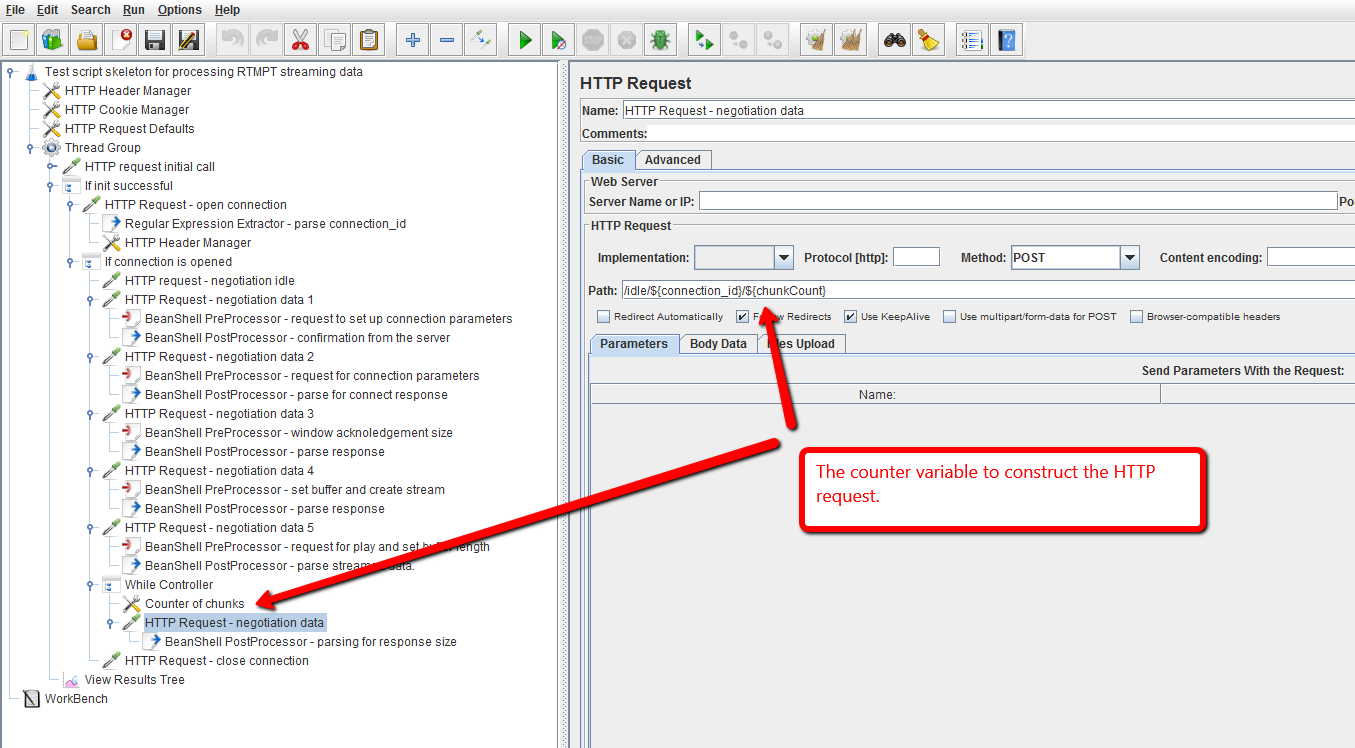 File Edit Search Run Options Help
Test script skeleton for processing RTMPT streaming data
HTTP Header Manager
HTTP Cookie Manager
HTTP Request Defaults
Thread Group
HTTP request initial call
If init successful
HTTP Request - open connection
Regular Expression Extractor - parse connection_id
HTTP Header Manager
If connection is opened
HTTP request - negotiation idle
HTTP Request - negotiation data 1
BeanShell PreProcessor - request to set up connection parameters
BeanShell PostProcessor - confirmation from the server
HTTP Request - negotiation data 2
BeanShell PreProcessor - request for connection parameters
BeanShell PostProcessor - parse for connect response
HTTP Request - negotiation data 3
BeanShell PreProcessor - window acknoledgement size
BeanShell PostProcessor - parse response
HTTP Request - negotiation data 4
BeanShell PreProcessor - set buffer and create stream
BeanShell PostProcessor - parse response
HTTP Request - negotiation data 5
BeanShell PreProcessor - request for play and set length
BeanShell PostProcessor - parse data.
While Controller
Counter of chunks
HTTP Request - negotiation data
BeanShell PostProcessor - parsing for response size
HTTP Request - close connection
View Results Tree
WorkBench
HTTP Request
Name: HTTP Request - negotiation data
Comments:
Basic Advanced
Web Server
Server Name or IP: Po
HTTP Request
Implementation: Protocol [http]: Method: POST Content encoding:
Path: /idle/${connection_id}/${chunkCount}
Redirect Automatically Redirects Use KeepAlive Use multipart/form-data for POST Browser-compatible headers
Parameters Body Data Upload
Send Parameters With the Request:
Name:
The counter variable to construct the HTTP
request.